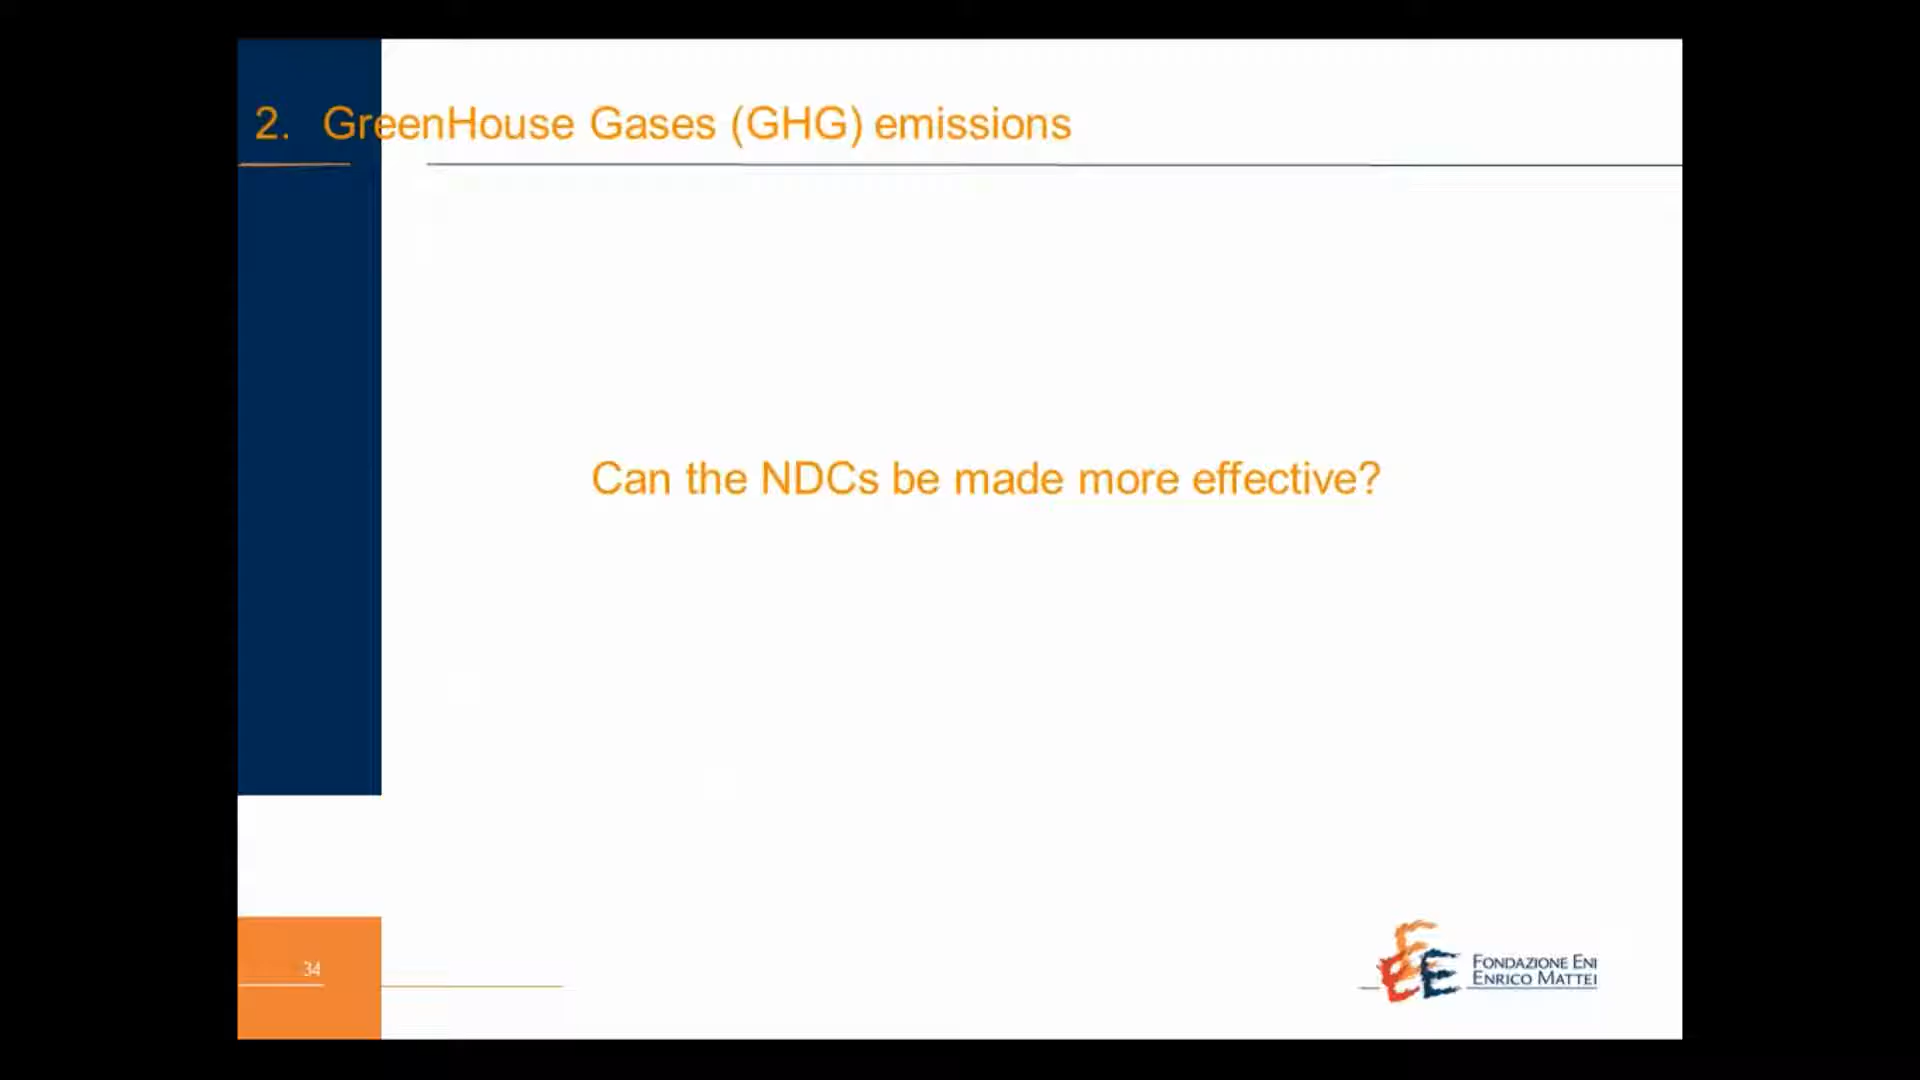 2. GreenHouse Gases (GHG) emissions
Can the NDCs be made more effective?
34
FONDAZIONE ENI
ENRICO MATTEI